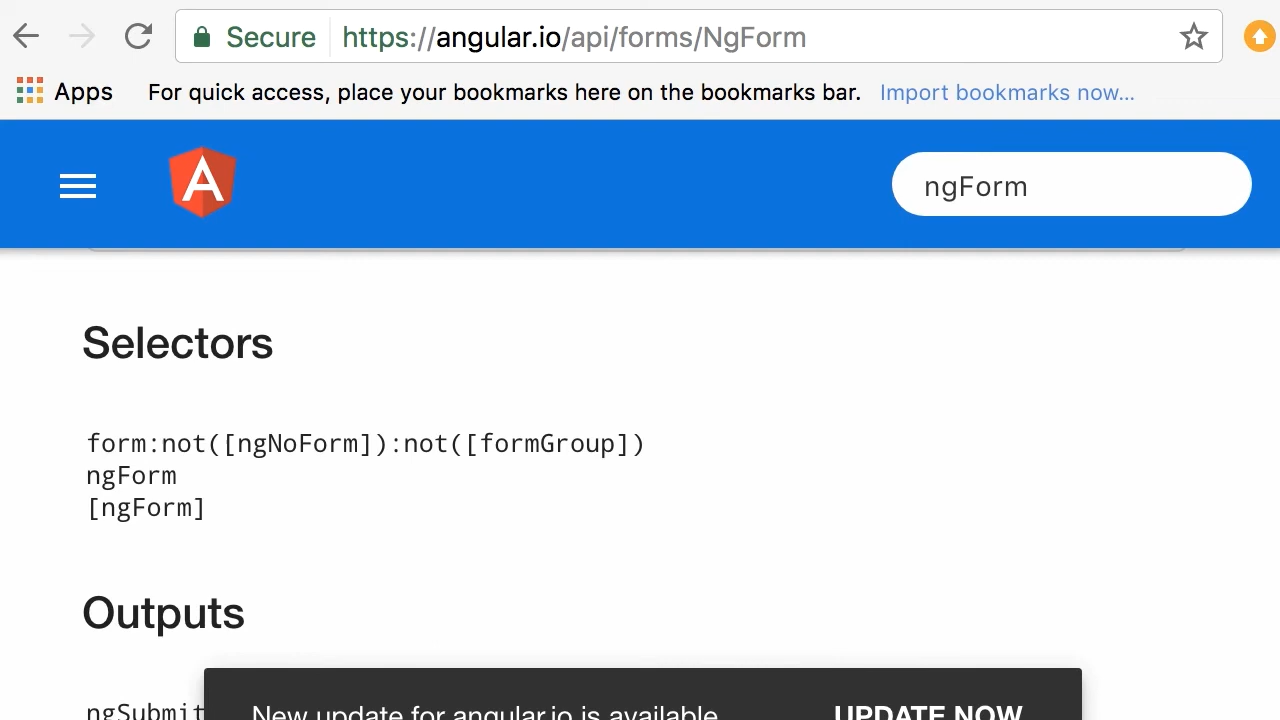 Secure https://angular.io/api/forms/NgForm
Apps For quick access, place your bookmarks here on the bookmarks bar. Import bookmarks now...
A ngForm
Selectors
form:not([ngNoForm]):not([formGroup])
ngForm
[ngForm]
Outputs
ngSubmit
New update for angular.io is available UPDATE NOW